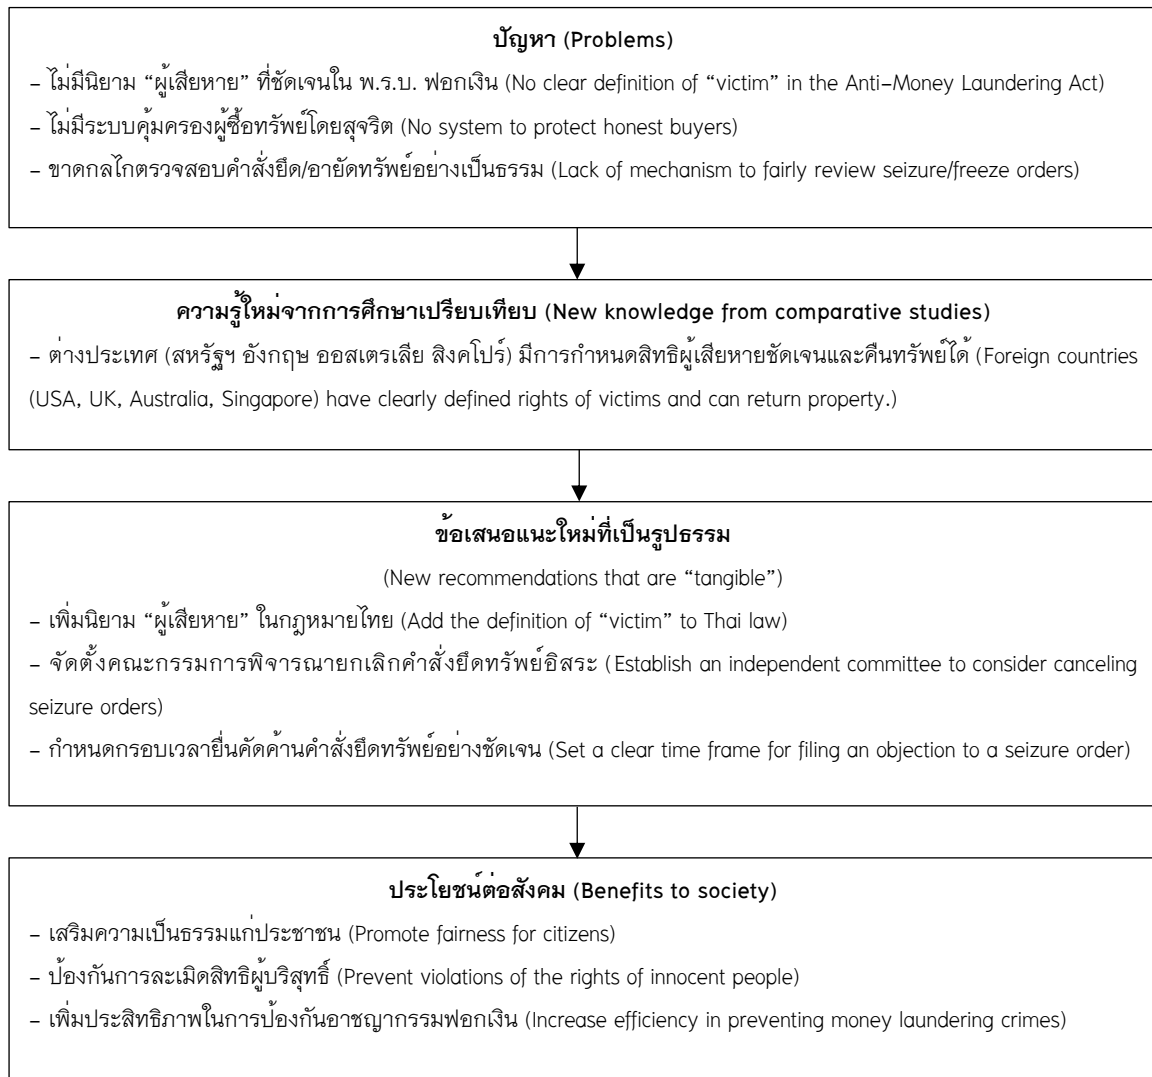 ปัญหา (Problems)
– ไม่มีนิยาม “ผู้เสียหาย” ที่ชัดเจนใน พ.ร.บ. ฟอกเงิน (No clear definition of “victim” in the Anti–Money Laundering Act)
– ไม่มีระบบคุ้มครองผู้ซื้อทรัพย์โดยสุจริต (No system to protect honest buyers)
– ขาดกลไกตรวจสอบคำสั่งยึด/อายัดทรัพย์อย่างเป็นธรรม (Lack of mechanism to fairly review seizure/freeze orders)
ความรู้ใหม่จากการศึกษาเปรียบเทียบ (New knowledge from comparative studies)
– ต่างประเทศ (สหรัฐฯ อังกฤษ ออสเตรเลีย สิงคโปร์) มีการกำหนดสิทธิผู้เสียหายชัดเจนและคืนทรัพย์ได้ (Foreign countries
(USA, UK, Australia, Singapore) have clearly defined rights of victims and can return property.)
ข้อเสนอแนะใหม่ที่เป็นรูปธรรม
(New recommendations that are “tangible”)
– เพิ่มนิยาม “ผู้เสียหาย” ในกฎหมายไทย (Add the definition of “victim” to Thai law)
– จัดตั้งคณะกรรมการพิจารณายกเลิกคำสั่งยึดทรัพย์อิสระ (Establish an independent committee to consider canceling
seizure orders)
– กำหนดกรอบเวลายื่นคัดค้านคำสั่งยึดทรัพย์อย่างชัดเจน (Set a clear time frame for filing an objection to a seizure order)
ประโยชน์ต่อสังคม (Benefits to society)
– เสริมความเป็นธรรมแก่ประชาชน (Promote fairness for citizens)
– ป้องกันการละเมิดสิทธิผู้บริสุทธิ์ (Prevent violations of the rights of innocent people)
– เพิ่มประสิทธิภาพในการป้องกันอาชญากรรมฟอกเงิน (Increase efficiency in preventing money laundering crimes)